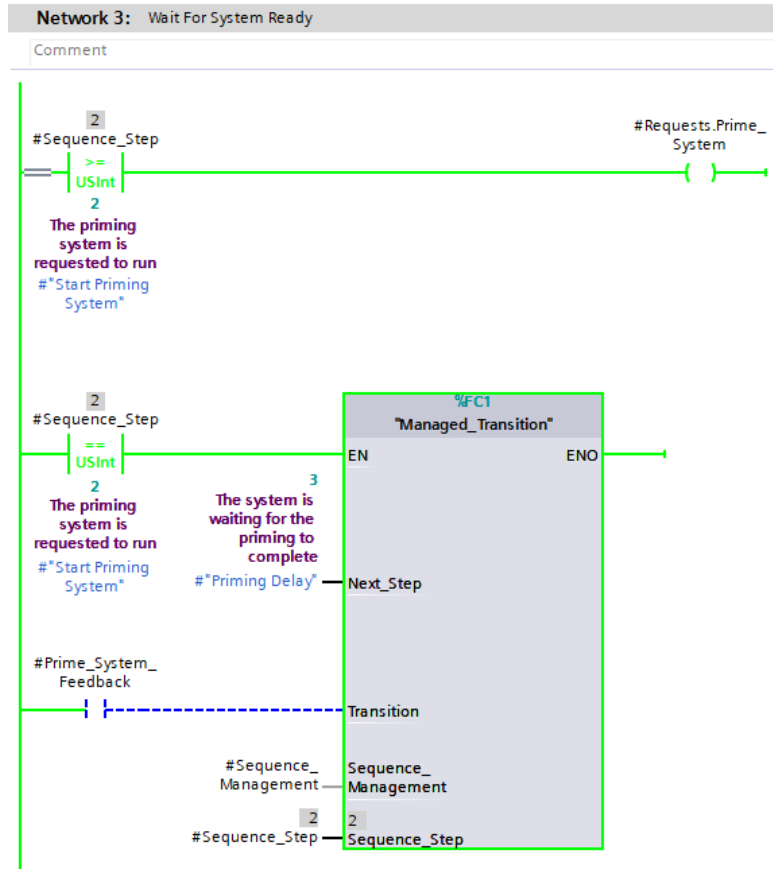 Network 3: Wait For System Ready
Comment
2
#Sequence_Step
>=
USInt
2
The priming
system is
requested to run
#"Start Priming
System"
#Requests.Prime_
System
2
#Sequence_Step
==
USInt
2
The priming
system is
requested to run
#"Start Priming
System"
3
The system is
waiting for the
priming to
complete
#"Priming Delay"
#Prime_System_
Feedback
#Sequence_
Management
2
#Sequence_Step
%FC1
"Managed_Transition"
EN ENO
Next_Step
Transition
Sequence_
Management
2
Sequence_Step